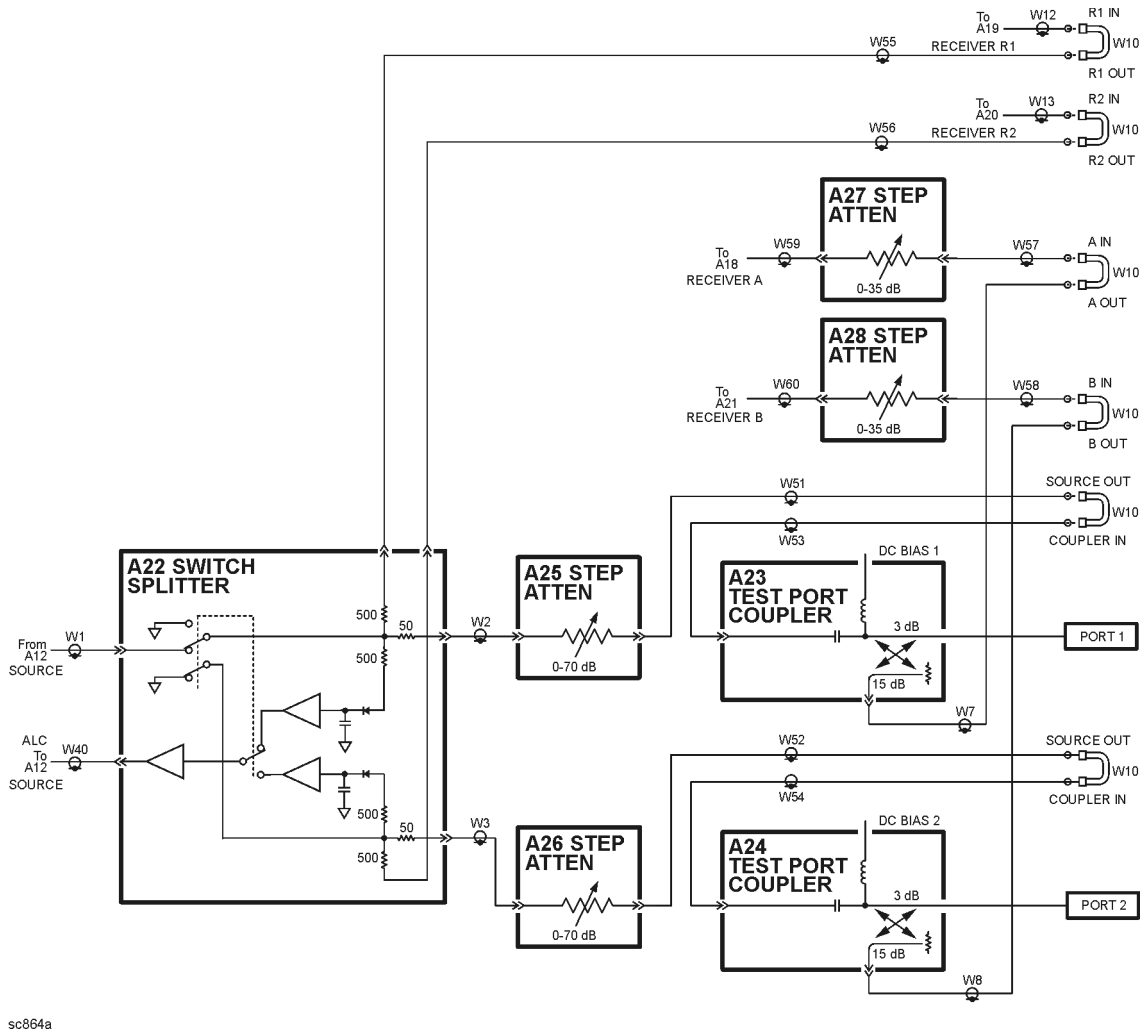 To
A19
W12
R1 IN
W55
RECEIVER R1
W10
R1 OUT
To
A20
W13
R2 IN
W56
RECEIVER R2
W10
R2 OUT
A27 STEP
ATTEN
To
A18
W59
RECEIVER A
0-35 dB
W57
A IN
W10
A OUT
A28 STEP
ATTEN
To
A21
W60
RECEIVER B
0-35 dB
W58
B IN
W10
B OUT
W51
W53
SOURCE OUT
W10
COUPLER IN
A22 SWITCH
SPLITTER
From
A12
SOURCE
W1
500
50
500
W2
A25 STEP
ATTEN
0-70 dB
DC BIAS 1
A23
TEST PORT
COUPLER
3 dB
15 dB
PORT 1
W7
ALC
To
A12
SOURCE
W40
500
50
500
W3
W52
W54
SOURCE OUT
W10
COUPLER IN
A26 STEP
ATTEN
0-70 dB
DC BIAS 2
A24
TEST PORT
COUPLER
3 dB
15 dB
PORT 2
W8
sc864a